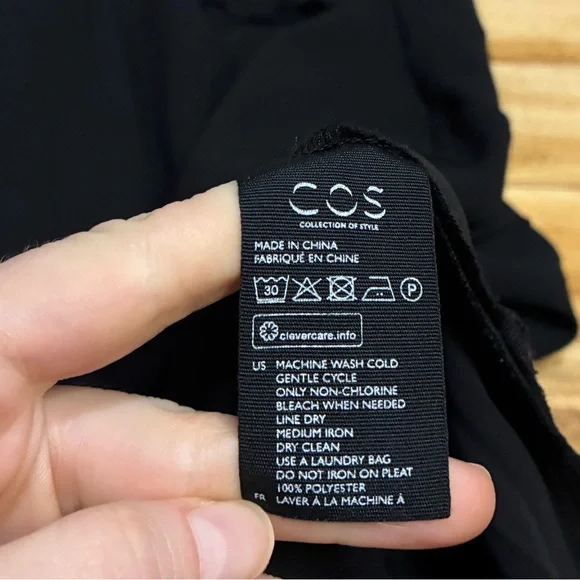 COS
COLLECTION OF STYLE
MADE IN CHINA
FABRIQUÉ EN CHINE
30 P
clevercare.info
US MACHINE WASH COLD
GENTLE CYCLE
ONLY NON-CHLORINE
BLEACH WHEN NEEDED
LINE DRY
MEDIUM IRON
DRY CLEAN
USE A LAUNDRY BAG
DO NOT IRON ON PLEAT
100% POLYESTER
FR LAVER À LA MACHINE À